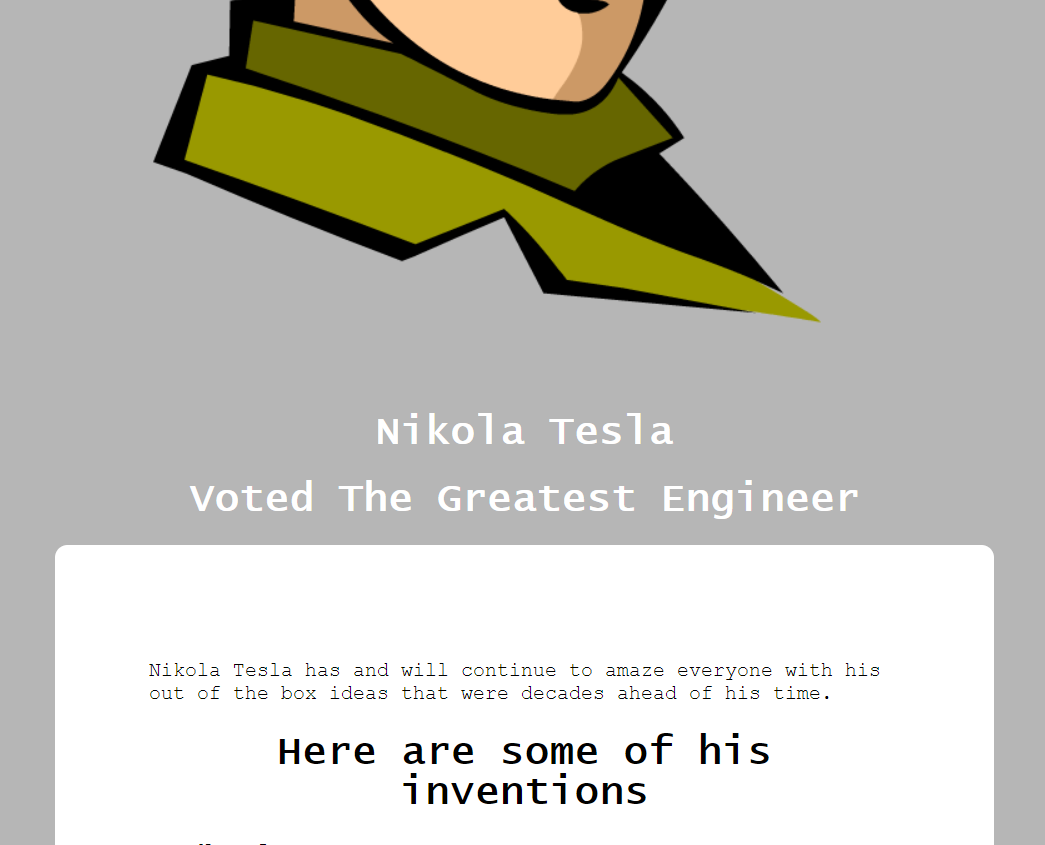 Nikola Tesla
Voted The Greatest Engineer
Nikola Tesla has and will continue to amaze everyone with his
out of the box ideas that were decades ahead of his time.
Here are some of his
inventions